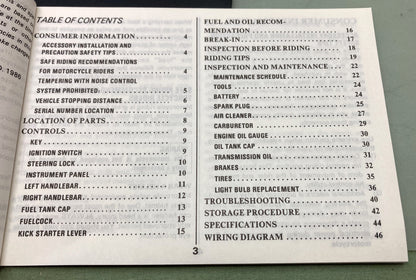 TABLE OF CONTENTS
CONSUMER INFORMATION 4
ACCESSORY INSTALLATION AND
PRECAUTION SAFETY TIPS 4
SAFE RIDING RECOMMENDATIONS
FOR MOTORCYCLE RIDERS 4
TEMPERING WITH NOISE CONTROL
SYSTEM PROHIBITED: 5
VEHICLE STOPPING DISTANCE 6
SERIAL NUMBER LOCATION 7
LOCATION OF PARTS 8
CONTROLS 9
KEY 9
IGNITION SWITCH 9
STEERING LOCK 10
INSTRUMENT PANEL 10
LEFT HANDLEBAR 11
RIGHT HANDLEBAR 12
FUEL TANK CAP 13
FUELCOCK 13
KICK STARTER LEVER 15
FUEL AND OIL RECOM-
MENDATION 16
BREAK-IN 17
INSPECTION BEFORE RIDING 18
RIDING TIPS 19
INSPECTION AND MAINTENANCE 22
MAINTENANCE SCHEDULE 22
TOOLS 24
BATTERY 24
SPARK PLUG 25
AIR CLEANER 27
CARBURETOR 29
ENGINE OIL GAUGE 30
OIL TANK CAP 30
TRANSMISSION OIL 31
BRAKES 32
TIRES 35
LIGHT BULB REPLACEMENT 36
TROUBLESHOOTING 40
STORAGE PROCEDURE 42
SPECIFICATIONS 44
WIRING DIAGRAM 46
3
, 1986